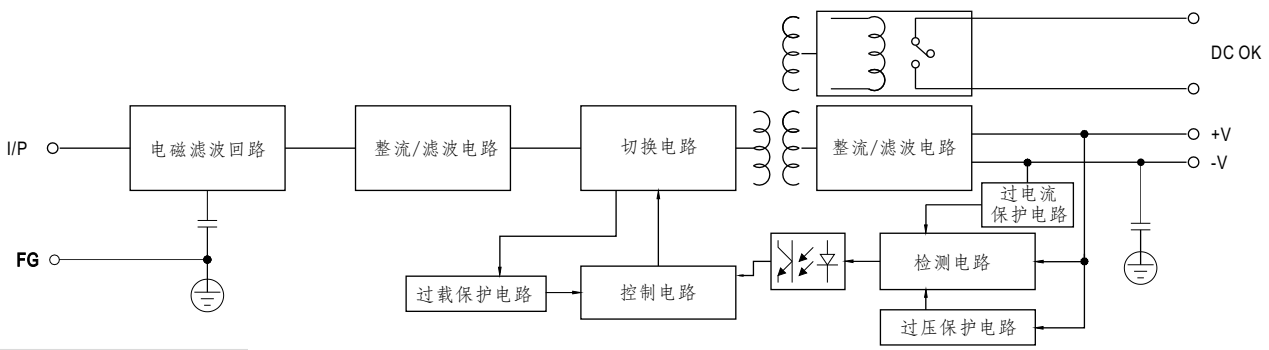 DC OK
I/P
电磁滤波回路
整流/滤波电路
切换电路
整流/滤波电路
+V
-V
过电流
保护电路
FG
检测电路
过载保护电路
控制电路
过压保护电路